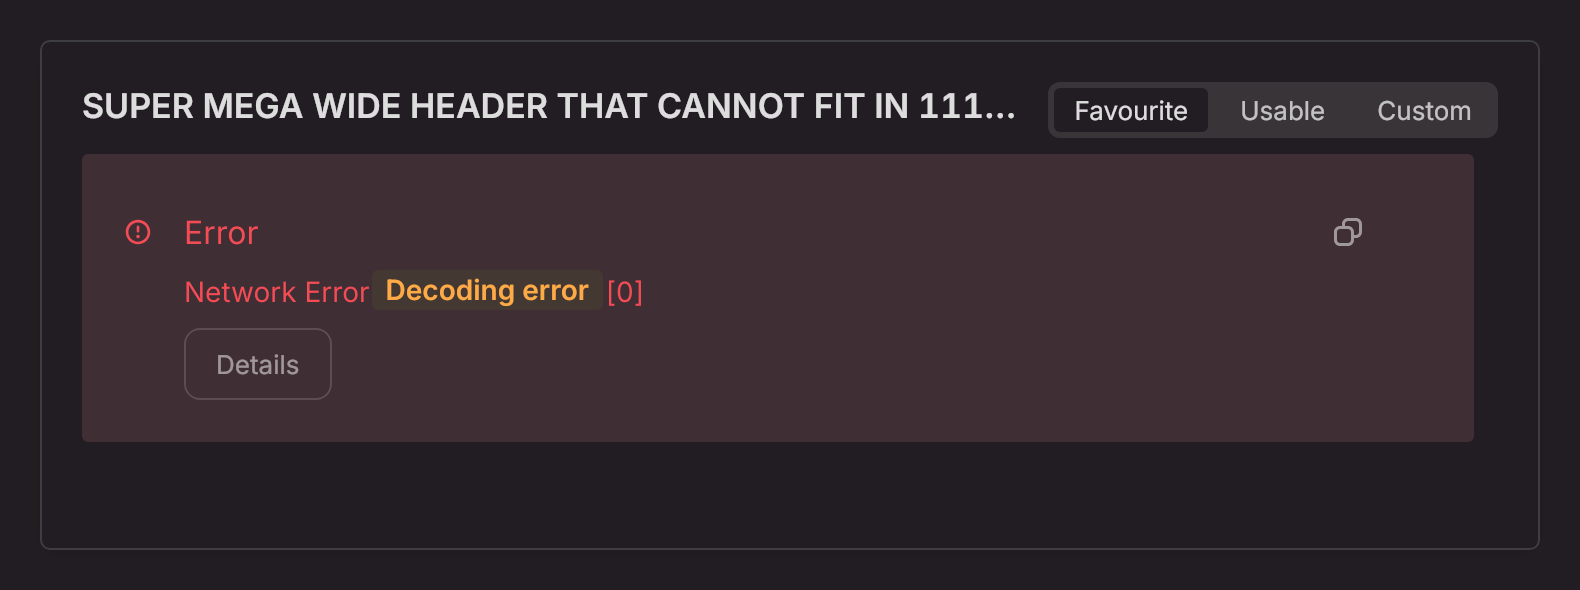 SUPER MEGA WIDE HEADER THAT CANNOT FIT IN 111...
Favourite Usable Custom
Error
Network Error Decoding error [0]
Details